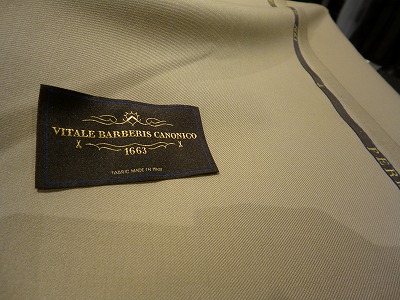 VITALE BARBERIS CANONICO
1663
FABRIC MADE IN ITALY